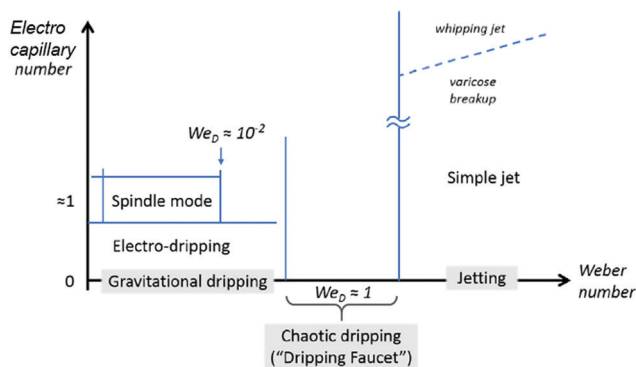 Electro
capillary
number
whipping jet
varicose
breakup
We_D ≈ 10⁻²
≈1
Spindle mode
Simple jet
Electro-dripping
0
Gravitational dripping
Jetting
Weber
number
We_D ≈ 1
Chaotic dripping
("Dripping Faucet")